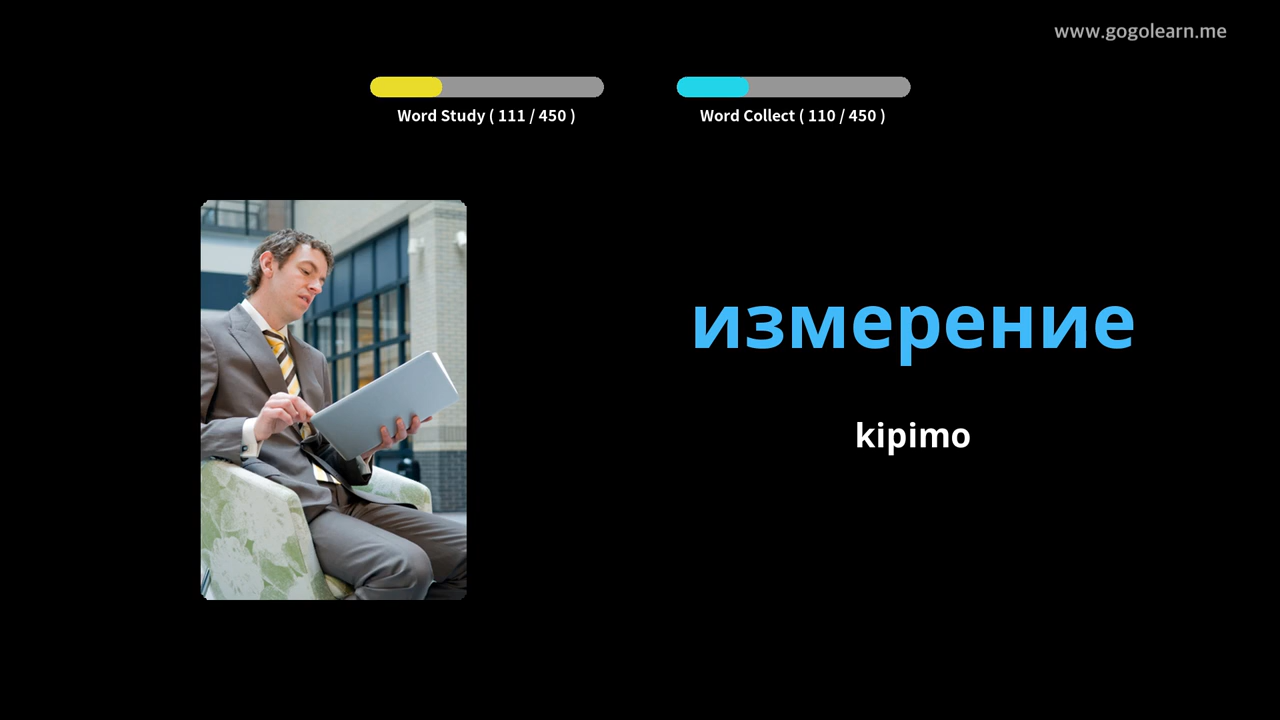 www.gogolearn.me
Word Study ( 111 / 450 )
Word Collect ( 110 / 450 )
измерение
kipimo